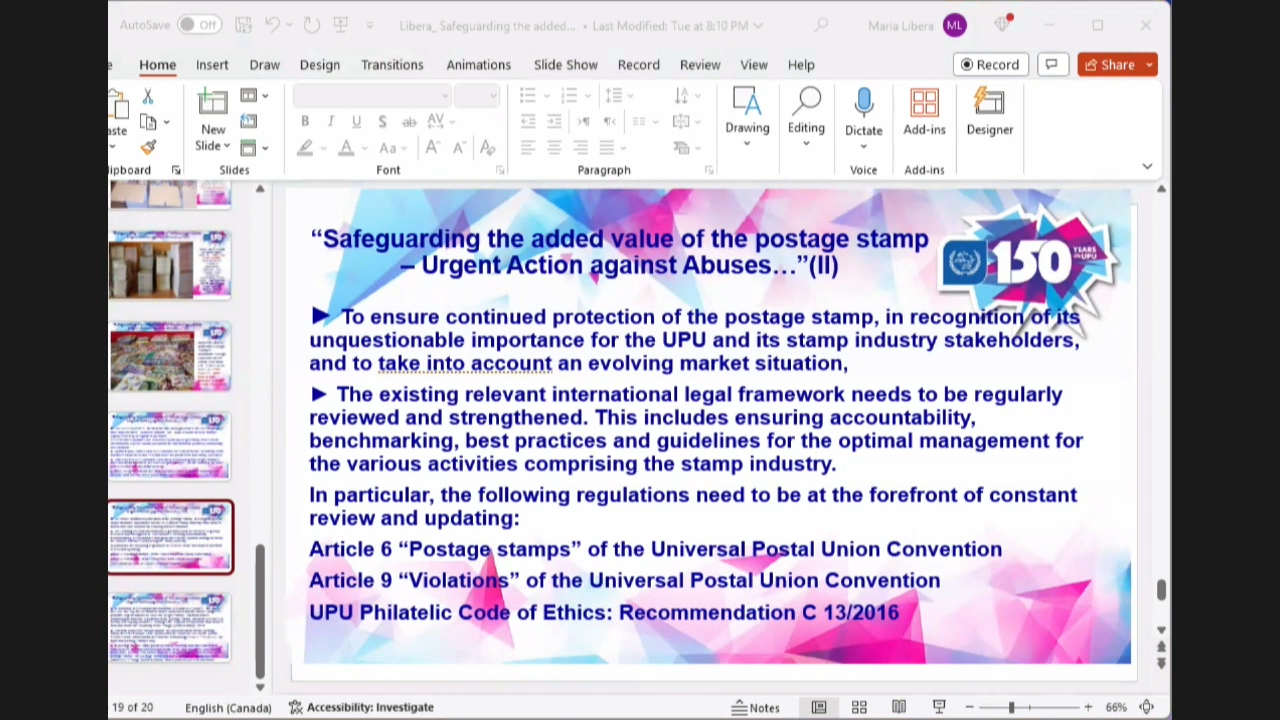 AutoSave Off Libera_ Safeguarding the added... • Last Modified: Tue at 8:10 PM Maria Libera ML
Home Insert Draw Design Transitions Animations Slide Show Record Review View Help Record Share
New
Slide
B I U S ab AV
Aa A A
Drawing Editing Dictate Add-ins Designer
Slides Font Paragraph Voice Add-ins
“Safeguarding the added value of the postage stamp
– Urgent Action against Abuses…”(II)
150 YEARS
UPU
► To ensure continued protection of the postage stamp, in recognition of its
unquestionable importance for the UPU and its stamp industry stakeholders,
and to take into account an evolving market situation,
► The existing relevant international legal framework needs to be regularly
reviewed and strengthened. This includes ensuring accountability,
benchmarking, best practices and guidelines for the optimal management for
the various activities comprising the stamp industry.
In particular, the following regulations need to be at the forefront of constant
review and updating:
Article 6 “Postage stamps” of the Universal Postal Union Convention
Article 9 “Violations” of the Universal Postal Union Convention
UPU Philatelic Code of Ethics: Recommendation C 13/2016
19 of 20 English (Canada) Accessibility: Investigate Notes 66%